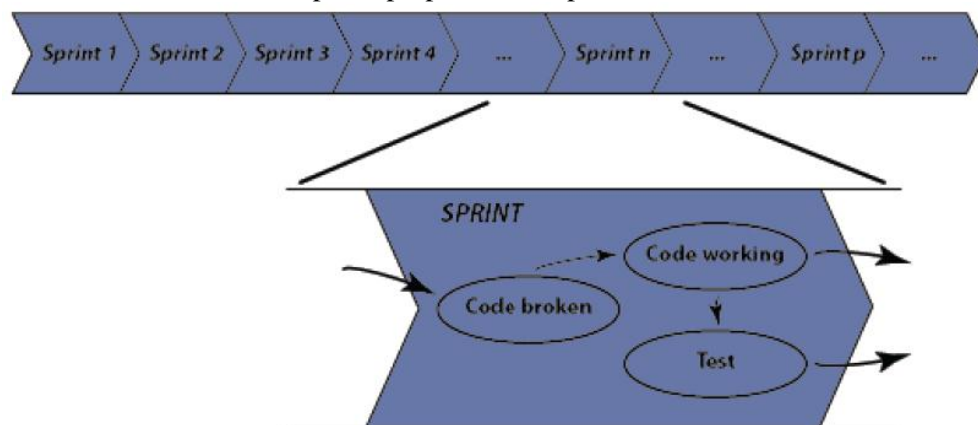 Sprint 1 Sprint 2 Sprint 3 Sprint 4 ... Sprint n ... Sprint p ...
SPRINT
Code working
Code broken
Test